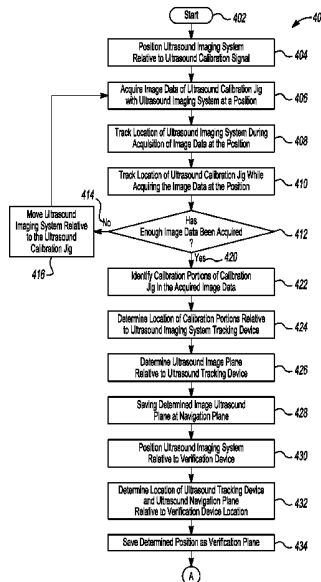 Start
402
40
Position Ultrasound Imaging System
Relative to Ultrasound Calibration Signal
404
Acquire Image Data of Ultrasound Calibration Jig
with Ultrasound Imaging System at a Position
406
Track Location of Ultrasound Imaging System During
Acquisition of Image Data at the Position
408
Track Location of Ultrasound Calibration Jig While
Acquiring the Image Data at the Position
410
414
No
Has
Enough Image Data Been Acquired
?
412
Move Ultrasound
Imaging System Relative
to the Ultrasound
Calibration Jig
416
Yes
420
Identify Calibration Portions of Calibration
Jig in the Acquired Image Data
422
Determine Location of Calibration Portions Relative
to Ultrasound Imaging System Tracking Device
424
Determine Ultrasound Image Plane
Relative to Ultrasound Tracking Device
426
Saving Determined Image Ultrasound
Plane at Navigation Plane
428
Position Ultrasound Imaging System
Relative to Verification Device
430
Determine Location of Ultrasound Tracking Device
and Ultrasound Navigation Plane
Relative to Verification Device Location
432
Save Determined Position as Verification Plane
434
A